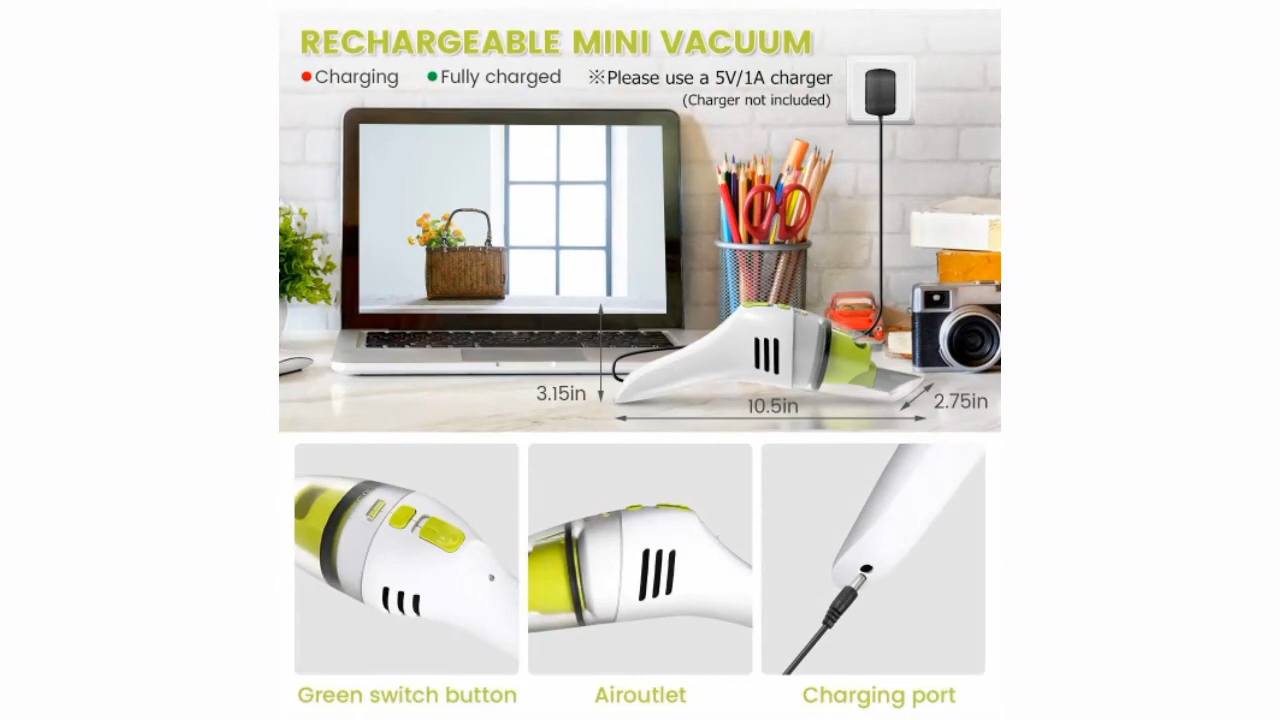 RECHARGEABLE MINI VACUUM
Charging Fully charged ※Please use a 5V/1A charger
(Charger not included)
3.15in
10.5in
2.75in
Green switch button Airoutlet Charging port